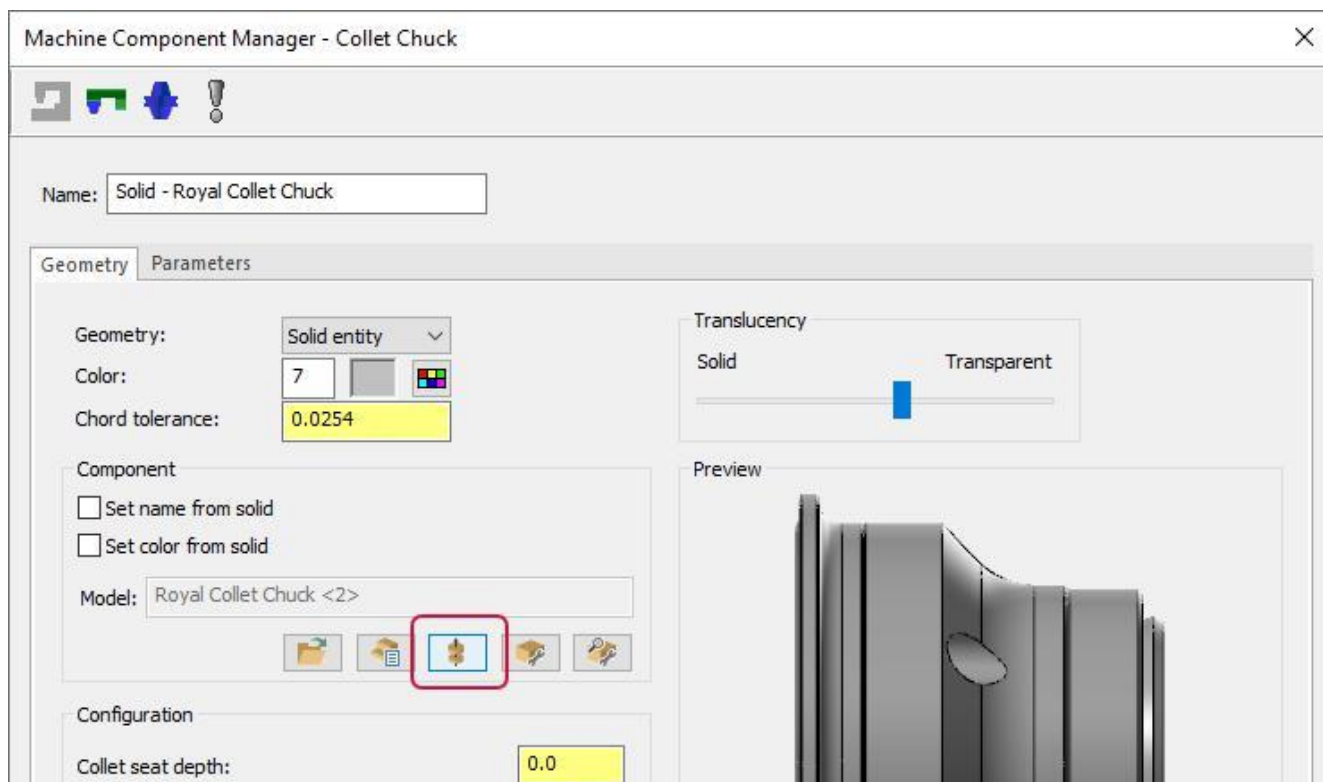 Machine Component Manager - Collet Chuck
Name: Solid - Royal Collet Chuck
Geometry Parameters
Geometry: Solid entity
Color: 7
Chord tolerance: 0.0254
Translucency
Solid Transparent
Component
Set name from solid
Set color from solid
Model: Royal Collet Chuck <2>
Preview
Configuration
Collet seat depth: 0.0